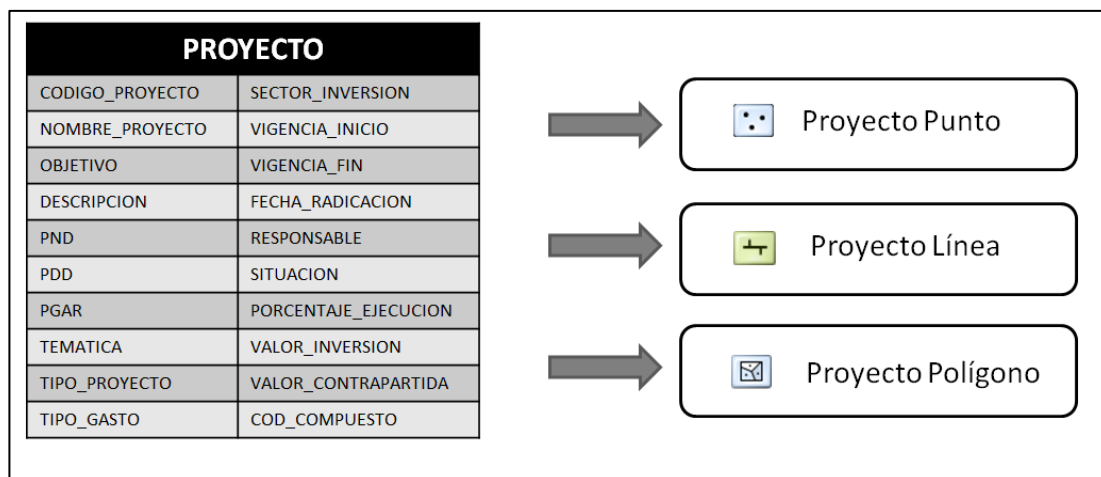 PROYECTO
CODIGO_PROYECTO SECTOR_INVERSION
NOMBRE_PROYECTO VIGENCIA_INICIO
OBJETIVO VIGENCIA_FIN
DESCRIPCION FECHA_RADICACION
PND RESPONSABLE
PDD SITUACION
PGAR PORCENTAJE_EJECUCION
TEMATICA VALOR_INVERSION
TIPO_PROYECTO VALOR_CONTRAPARTIDA
TIPO_GASTO COD_COMPUESTO
Proyecto Punto
Proyecto Línea
Proyecto Polígono